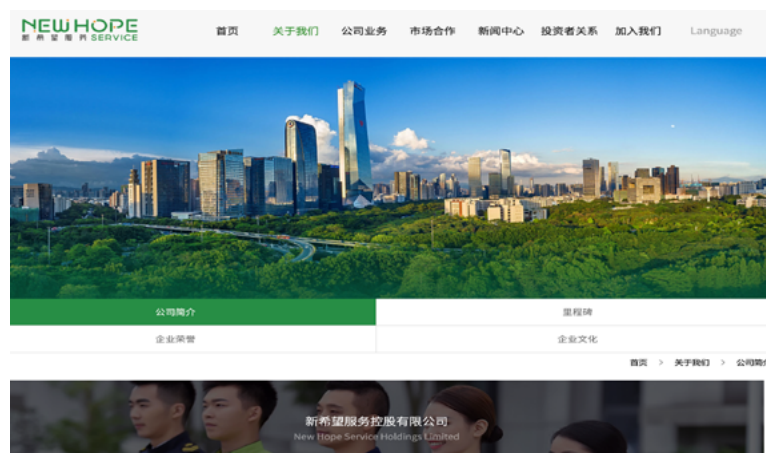 NEWHOPE
新希望服务 SERVICE
首页 关于我们 公司业务 市场合作 新闻中心 投资者关系 加入我们 Language
公司简介 里程碑
企业荣誉 企业文化
首页 > 关于我们 > 公司简介
新希望服务控股有限公司
New Hope Service Holdings Limited